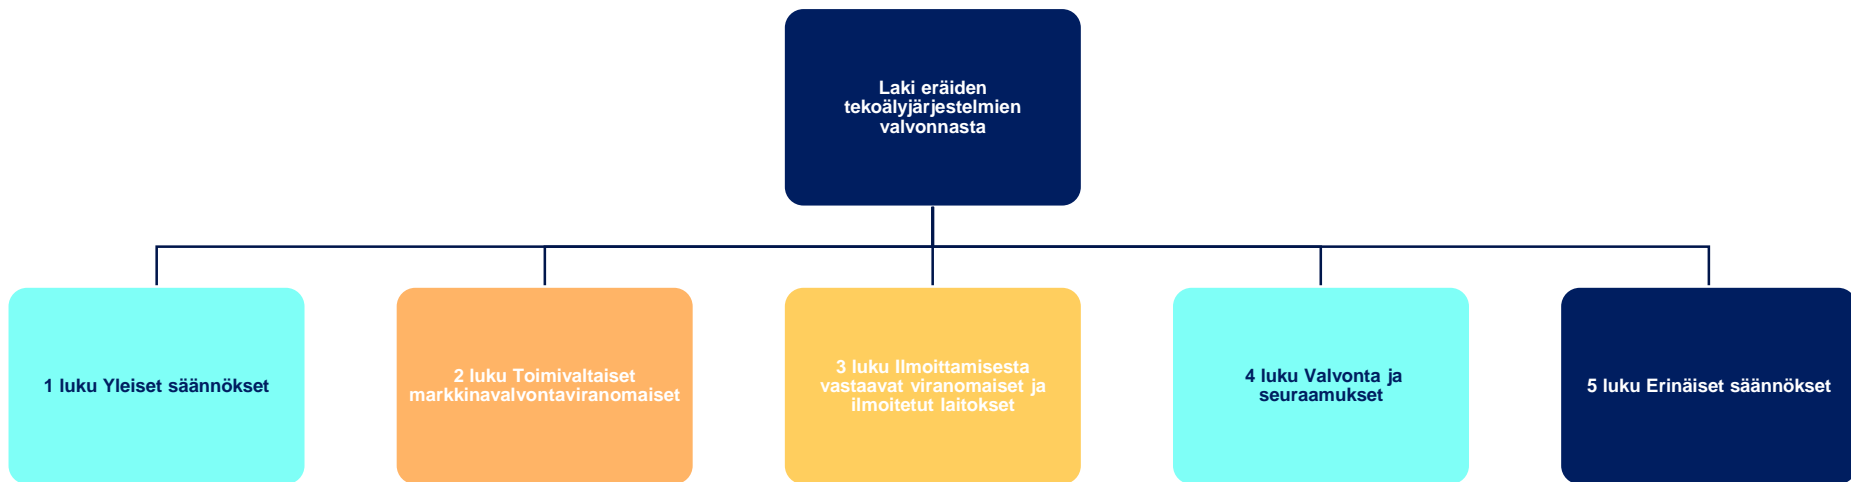 Laki eräiden
tekoälyjärjestelmien
valvonnasta
1 luku Yleiset säännökset
2 luku Toimivaltaiset
markkinavalvontaviranomaiset
3 luku Ilmoittamisesta
vastaavat viranomaiset ja
ilmoitetut laitokset
4 luku Valvonta ja
seuraamukset
5 luku Erinäiset säännökset